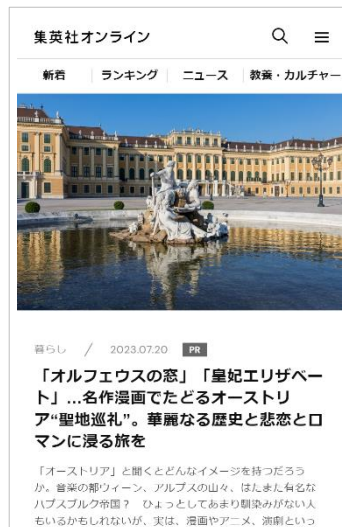 集英社オンライン
新着 ランキング ニュース 教養・カルチャー
暮らし / 2023.07.20 PR
「オルフェウスの窓」「皇妃エリザベー
ト」…名作漫画でたどるオーストリ
ア“聖地巡礼”。華麗なる歴史と悲恋とロ
マンに浸る旅を
「オーストリア」と聞くとどんなイメージを持つだろう
か。音楽の都ウィーン、アルプスの山々、はたまた有名な
ハプスブルク帝国？ ひょっとしてあまり馴染みがない人
もいるかもしれないが、実は、漫画やアニメ、演劇といっ